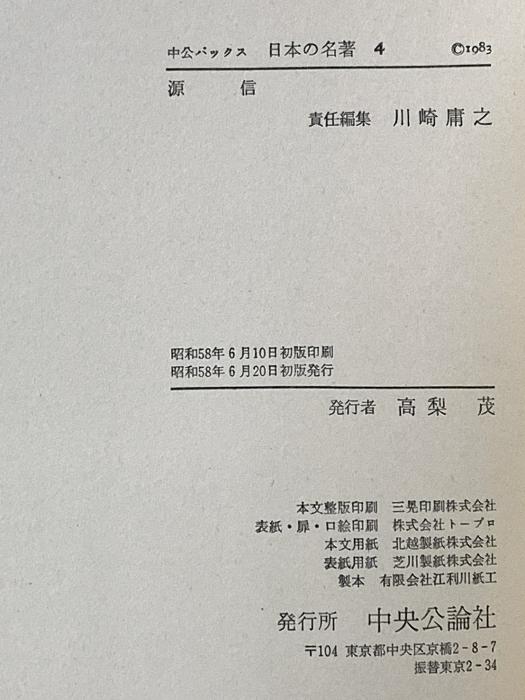 中公バックス 日本の名著 4 ©1983
源 信
責任編集 川崎庸之
昭和58年6月10日初版印刷
昭和58年6月20日初版発行
発行者 高梨 茂
本文整版印刷 三晃印刷株式会社
表紙・扉・口絵印刷 株式会社トープロ
本文用紙 北越製紙株式会社
表紙用紙 芝川製紙株式会社
製本 有限会社江利川紙工
発行所 中央公論社
〒104 東京都中央区京橋2-8-7
振替東京2-34